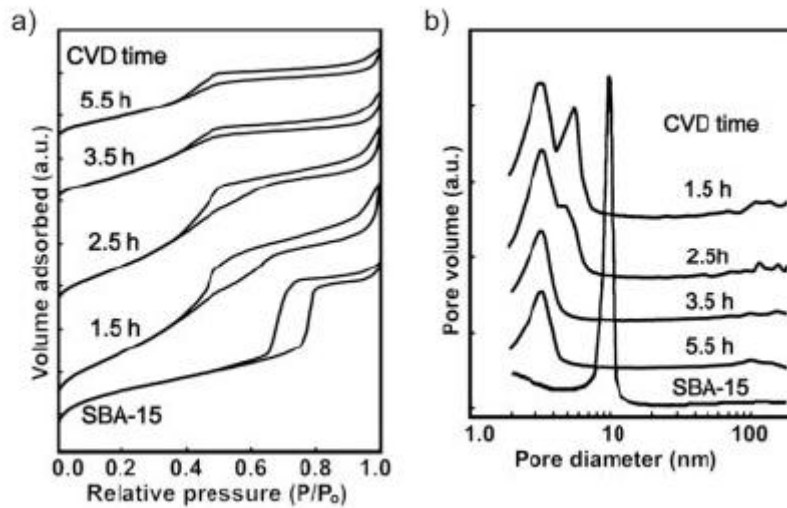 a)
CVD time
5.5 h
3.5 h
2.5 h
1.5 h
SBA-15
Volume adsorbed (a.u.)
0.0 0.2 0.4 0.6 0.8 1.0
Relative pressure (P/Po)
b)
CVD time
1.5 h
2.5h
3.5 h
5.5 h
SBA-15
Pore volume (a.u.)
1.0 10 100
Pore diameter (nm)